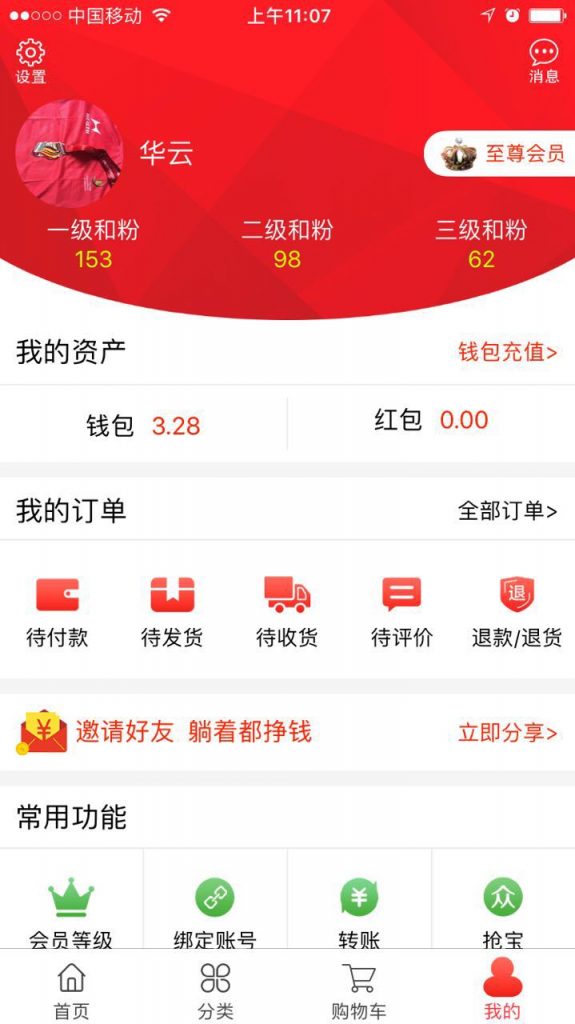 中国移动 上午11:07
设置 消息
华云 至尊会员
一级和粉 二级和粉 三级和粉
153 98 62
我的资产 钱包充值>
钱包 3.28 红包 0.00
我的订单 全部订单>
退
待付款 待发货 待收货 待评价 退款/退货
¥ 邀请好友 躺着都挣钱 立即分享>
常用功能
¥ 众
会员等级 绑定账号 转账 抢宝
首页 分类 购物车 我的